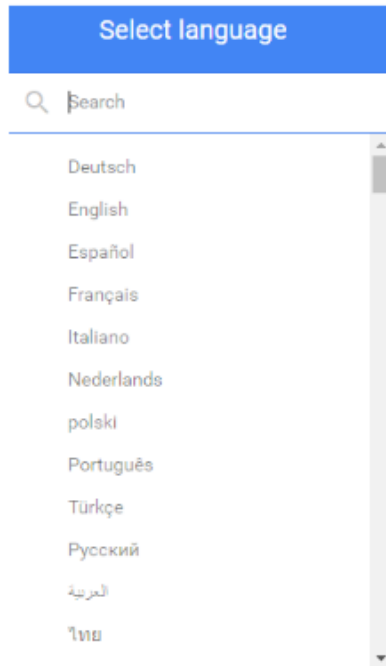 Select language
Search
Deutsch
English
Español
Français
Italiano
Nederlands
polski
Português
Türkçe
Русский
العربية
ไทย